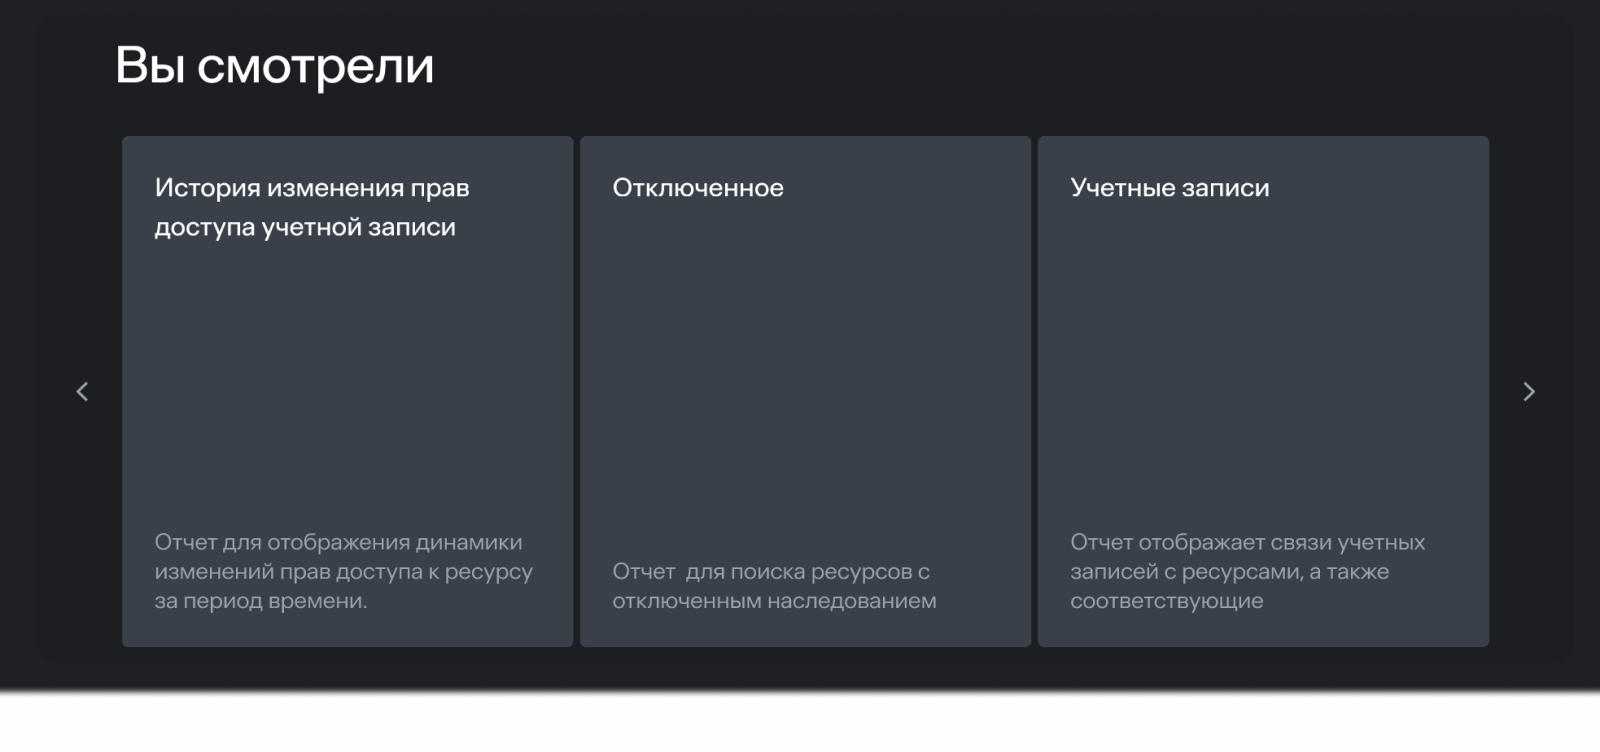 Вы смотрели
История изменения прав
доступа учетной записи
Отчет для отображения динамики
изменений прав доступа к ресурсу
за период времени.
Отключенное
Отчет  для поиска ресурсов с
отключенным наследованием
Учетные записи
Отчет отображает связи учетных
записей с ресурсами, а также
соответствующие